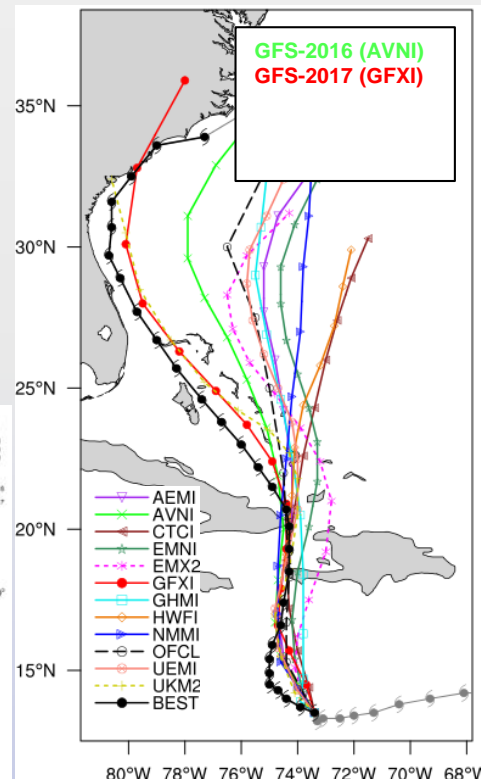 GFS-2016 (AVNI)
GFS-2017 (GFXI)
35°N
30°N
25°N
20°N
15°N
AEMI
AVNI
CTCI
EMNI
EMX2
GFXI
GHMI
HWFI
NMMI
OFCL
UEMI
UKM2
BEST
80°W 78°W 76°W 74°W 72°W 70°W 68°W